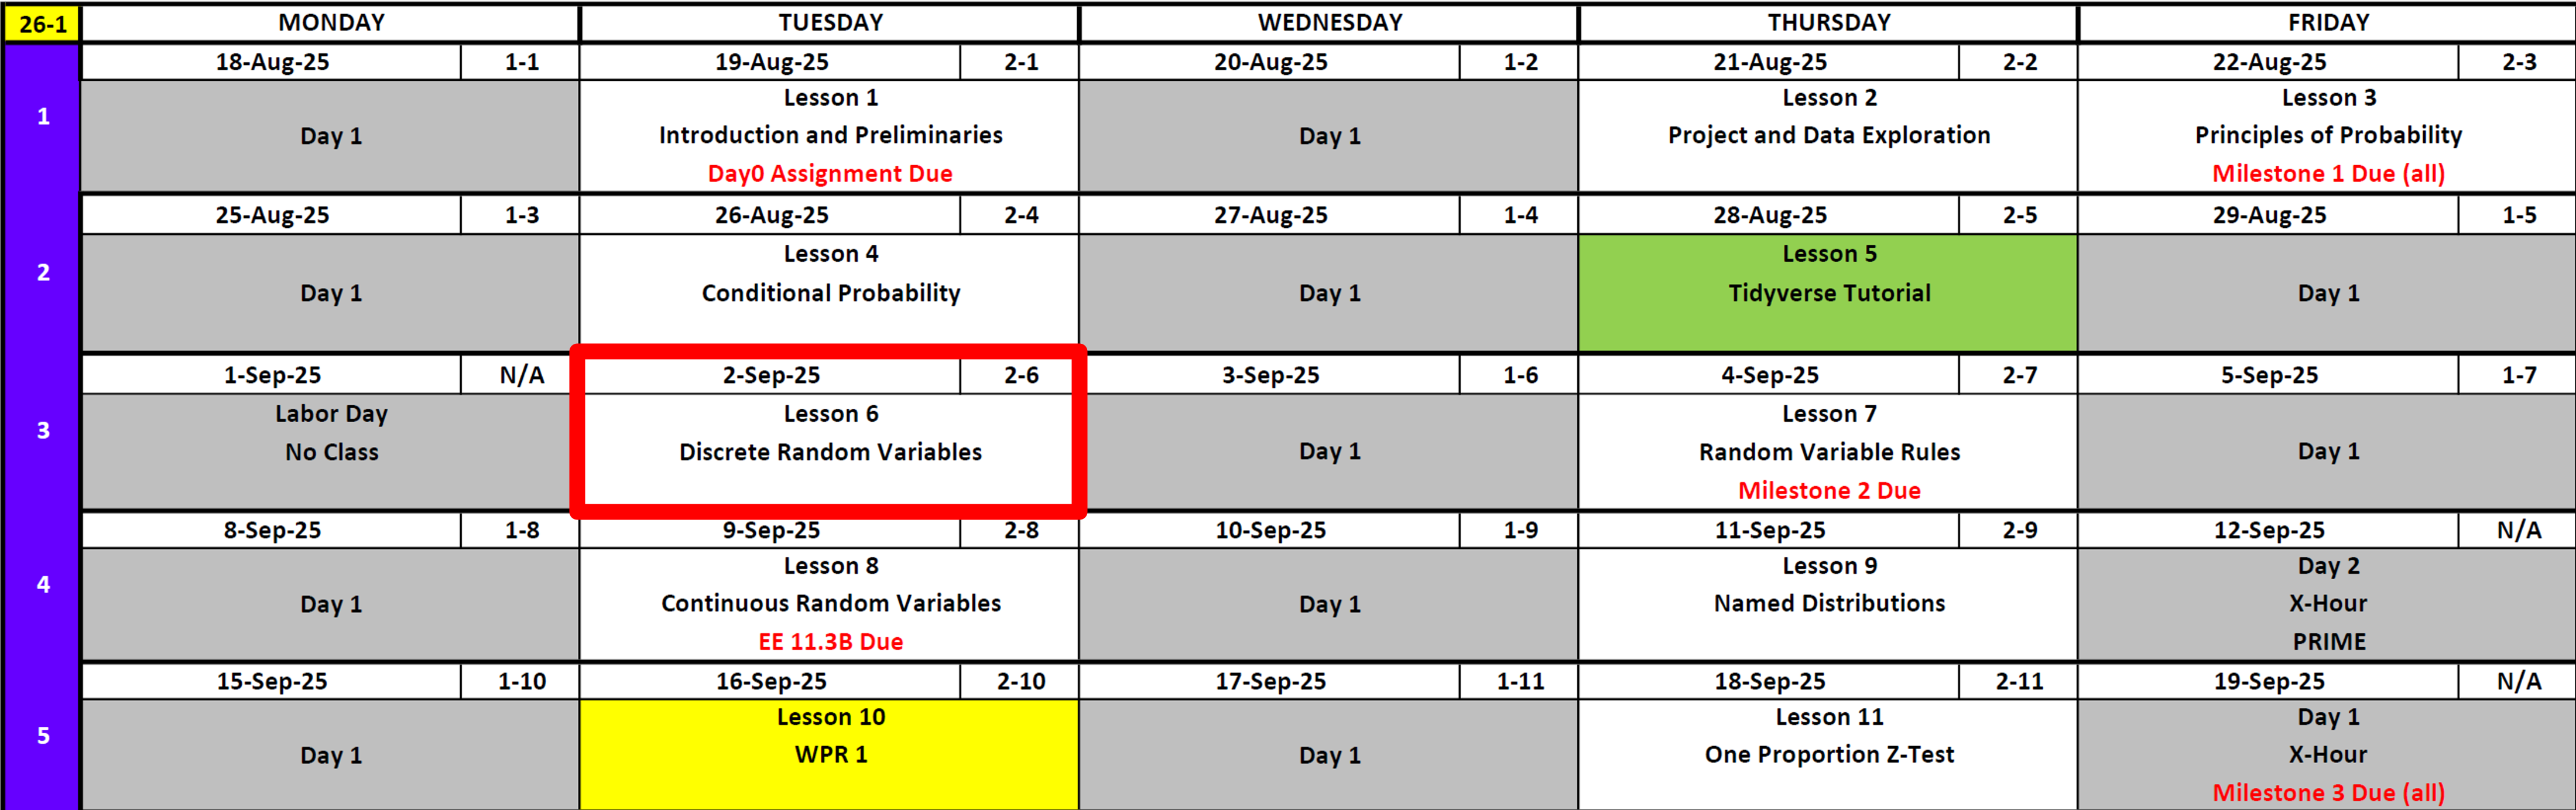 26-1 MONDAY TUESDAY WEDNESDAY THURSDAY FRIDAY
18-Aug-25 1-1 19-Aug-25 2-1 20-Aug-25 1-2 21-Aug-25 2-2 22-Aug-25 2-3
1
Day 1
Lesson 1
Introduction and Preliminaries
Day0 Assignment Due
Day 1
Lesson 2
Project and Data Exploration
Lesson 3
Principles of Probability
Milestone 1 Due (all)
25-Aug-25 1-3 26-Aug-25 2-4 27-Aug-25 1-4 28-Aug-25 2-5 29-Aug-25 1-5
2
Day 1
Lesson 4
Conditional Probability
Day 1
Lesson 5
Tidyverse Tutorial
Day 1
1-Sep-25 N/A 2-Sep-25 2-6 3-Sep-25 1-6 4-Sep-25 2-7 5-Sep-25 1-7
3
Labor Day
No Class
Lesson 6
Discrete Random Variables
Day 1
Lesson 7
Random Variable Rules
Milestone 2 Due
Day 1
8-Sep-25 1-8 9-Sep-25 2-8 10-Sep-25 1-9 11-Sep-25 2-9 12-Sep-25 N/A
4
Day 1
Lesson 8
Continuous Random Variables
EE 11.3B Due
Day 1
Lesson 9
Named Distributions
Day 2
X-Hour
PRIME
15-Sep-25 1-10 16-Sep-25 2-10 17-Sep-25 1-11 18-Sep-25 2-11 19-Sep-25 N/A
5
Day 1
Lesson 10
WPR 1
Day 1
Lesson 11
One Proportion Z-Test
Day 1
X-Hour
Milestone 3 Due (all)